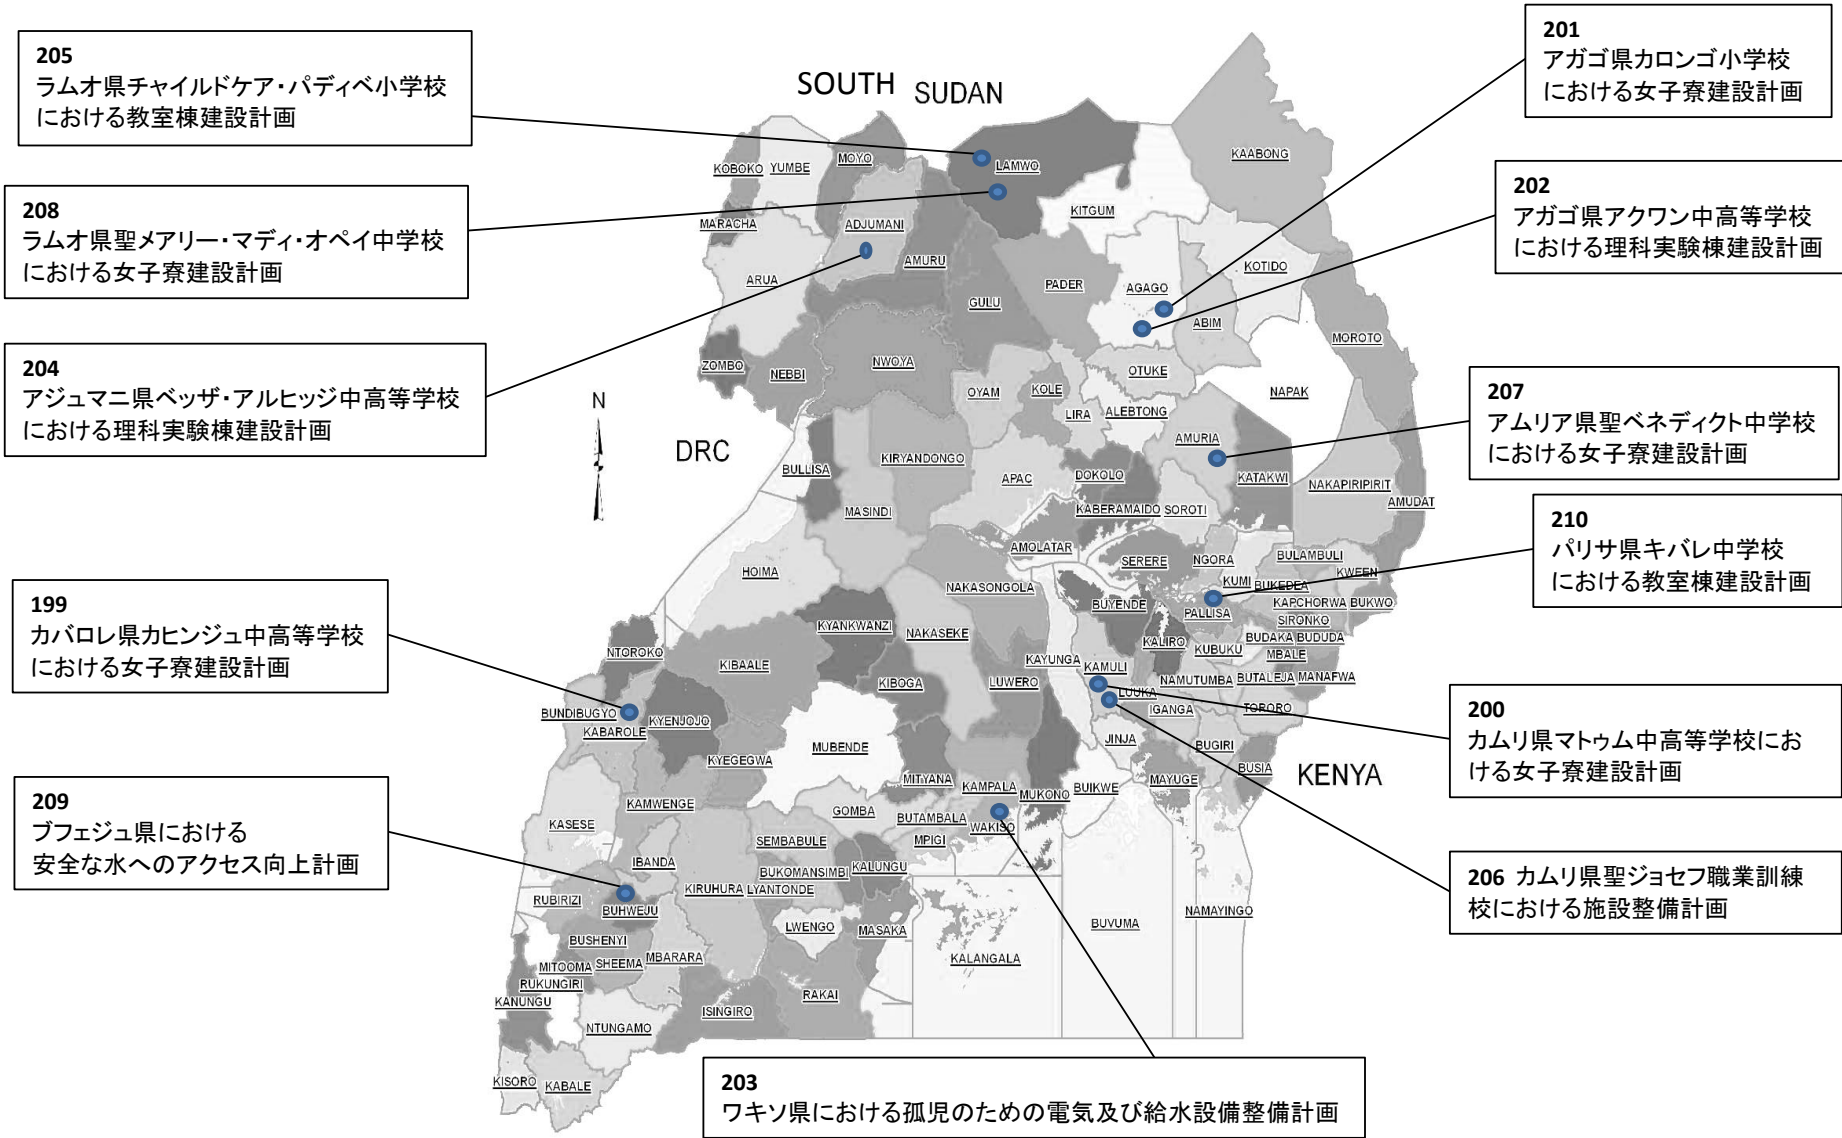 205
ラムオ県チャイルドケア・パディベ小学校
における教室棟建設計画
208
ラムオ県聖メアリー・マディ・オペイ中学校
における女子寮建設計画
204
アジュマニ県ベッザ・アルヒッジ中高等学校
における理科実験棟建設計画
199
カバロレ県カヒンジュ中高等学校
における女子寮建設計画
209
ブフェジュ県における
安全な水へのアクセス向上計画
201
アガゴ県カロンゴ小学校
における女子寮建設計画
202
アガゴ県アクワン中高等学校
における理科実験棟建設計画
207
アムリア県聖ベネディクト中学校
における女子寮建設計画
210
パリサ県キバレ中学校
における教室棟建設計画
200
カムリ県マトゥム中高等学校にお
ける女子寮建設計画
206 カムリ県聖ジョセフ職業訓練
校における施設整備計画
203
ワキソ県における孤児のための電気及び給水設備整備計画
SOUTH SUDAN
DRC
KENYA
N
KOBOKO
YUMBE
MOYO
LAMWO
KAABONG
MARACHA
ADJUMANI
KITGUM
ARUA
AMURU
KOTIDO
PADER
AGAGO
GULU
ABIM
MOROTO
ZOMBO
NEBBI
NWOYA
OTUKE
OYAM
KOLE
NAPAK
LIRA
ALEBTONG
AMURIA
KIRYANDONGO
BULLISA
APAC
DOKOLO
KATAKWI
NAKAPIRIPIRIT
AMUDAT
MASINDI
KABERAMAIDO
SOROTI
AMOLATAR
SERERE
NGORA
BULAMBULI
HOIMA
KUMI
BUKEDEA
KWEEN
NAKASONGOLA
BUYENDE
PALLISA
KAPCHORWA
BUKWO
SIRONKO
KYANKWANZI
NAKASEKE
KALIRO
BUDAKA
BUDUDA
KUBUKU
MBALE
NTOROKO
KIBAALE
KAYUNGA
KAMULI
KIBOGA
LUWERO
NAMUTUMBA
BUTALEJA
MANAFWA
LUUKA
BUNDIBUGYO
KYENJOJO
IGANGA
TORORO
KABAROLE
MUBENDE
JINJA
BUGIRI
KYEGEGWA
MITYANA
MAYUGE
BUSIA
KAMPALA
MUKONO
BUIKWE
KAMWENGE
GOMBA
BUTAMBALA
WAKISO
KASESE
SEMBABULE
MPIGI
IBANDA
BUKOMANSIMBI
KALUNGU
KIRUHURA
LYANTONDE
RUBIRIZI
BUHWEJU
NAMAYINGO
LWENGO
MASAKA
BUVUMA
BUSHENYI
MBARARA
KALANGALA
MITOOMA
SHEEMA
RUKUNGIRI
KANUNGU
RAKAI
ISINGIRO
NTUNGAMO
KISORO
KABALE